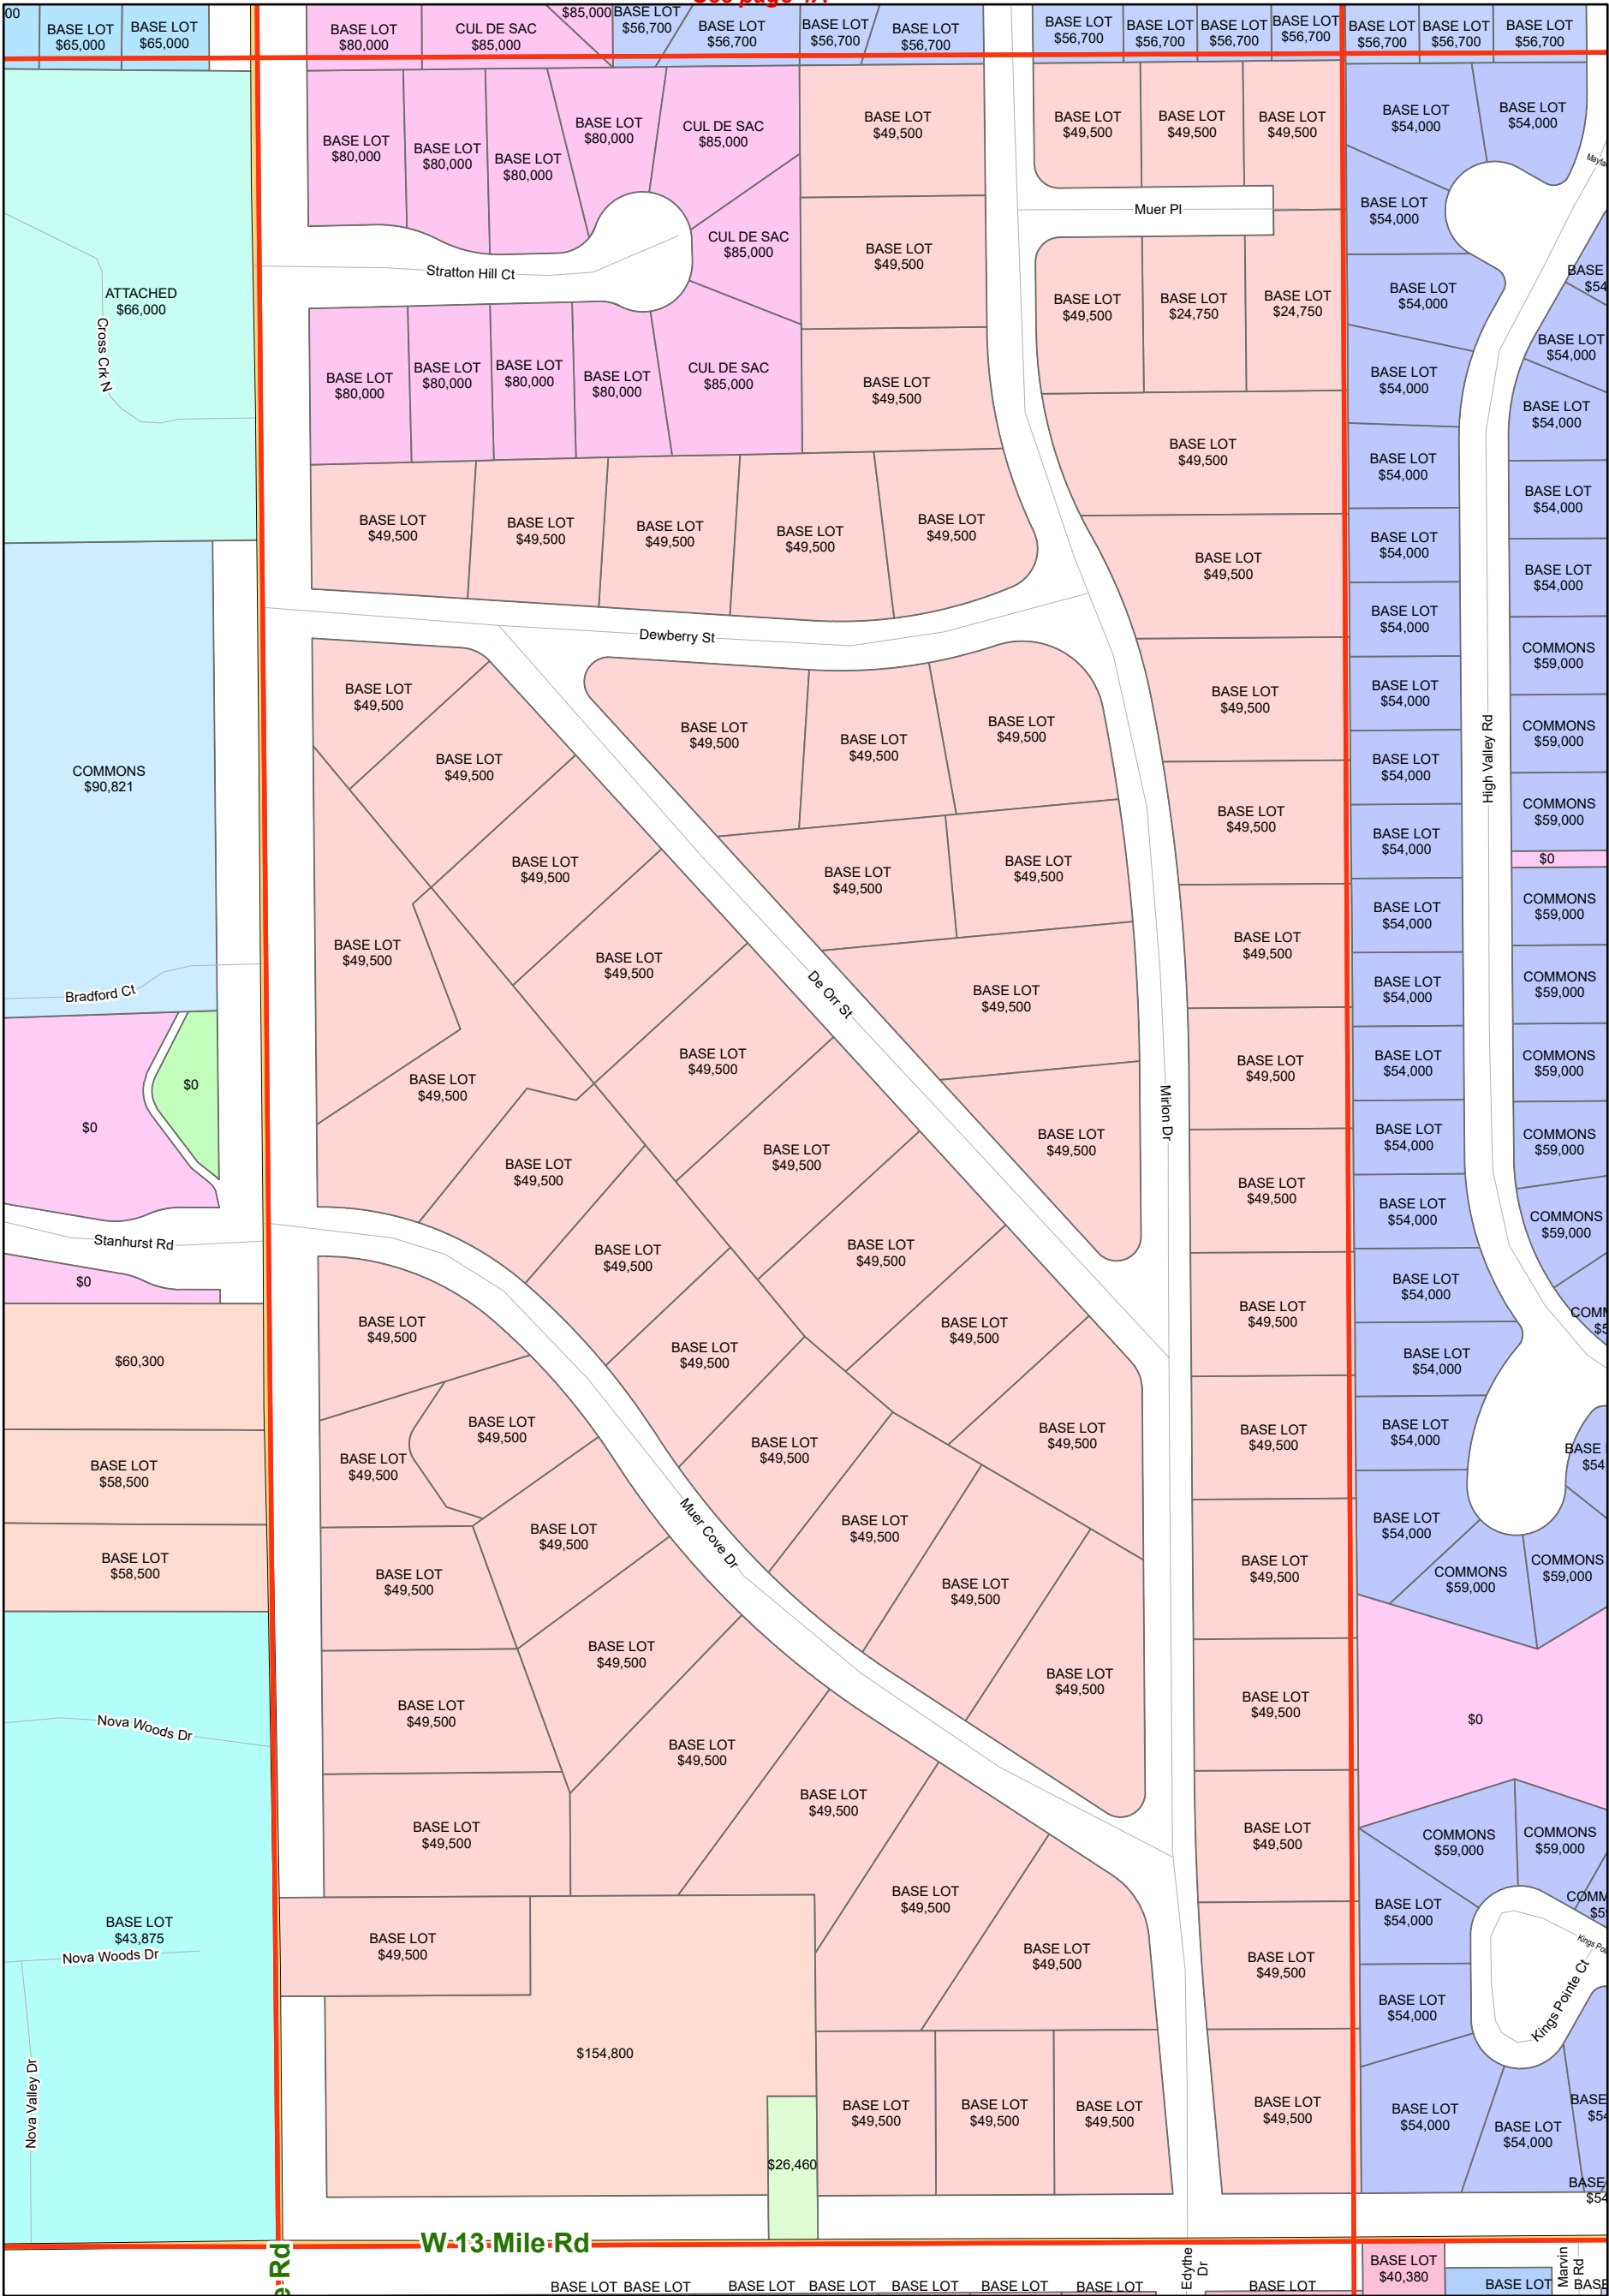 00
BASE LOT
$65,000
BASE LOT
$65,000
BASE LOT
$80,000
CUL DE SAC
$85,000
$85,000
BASE LOT
$56,700
BASE LOT
$56,700
BASE LOT
$56,700
BASE LOT
$56,700
BASE LOT
$56,700
BASE LOT
$56,700
BASE LOT
$56,700
BASE LOT
$56,700
BASE LOT
$56,700
BASE LOT
$56,700
BASE LOT
$56,700
ATTACHED
$66,000
Cross Crk N
BASE LOT
$80,000
BASE LOT
$80,000
BASE LOT
$80,000
BASE LOT
$80,000
CUL DE SAC
$85,000
CUL DE SAC
$85,000
Stratton Hill Ct
BASE LOT
$80,000
BASE LOT
$80,000
BASE LOT
$80,000
BASE LOT
$80,000
CUL DE SAC
$85,000
BASE LOT
$49,500
BASE LOT
$49,500
BASE LOT
$49,500
BASE LOT
$49,500
BASE LOT
$49,500
BASE LOT
$49,500
Muer Pl
BASE LOT
$49,500
BASE LOT
$24,750
BASE LOT
$24,750
BASE LOT
$49,500
BASE LOT
$49,500
BASE LOT
$49,500
BASE LOT
$49,500
BASE LOT
$49,500
BASE LOT
$49,500
BASE LOT
$49,500
Dewberry St
BASE LOT
$49,500
BASE LOT
$49,500
BASE LOT
$49,500
BASE LOT
$49,500
BASE LOT
$49,500
BASE LOT
$49,500
BASE LOT
$49,500
BASE LOT
$49,500
BASE LOT
$49,500
BASE LOT
$49,500
BASE LOT
$49,500
BASE LOT
$49,500
BASE LOT
$49,500
BASE LOT
$49,500
De Orr St
BASE LOT
$49,500
BASE LOT
$49,500
BASE LOT
$49,500
Mirlon Dr
BASE LOT
$49,500
BASE LOT
$49,500
BASE LOT
$49,500
BASE LOT
$49,500
BASE LOT
$49,500
BASE LOT
$49,500
BASE LOT
$49,500
BASE LOT
$49,500
BASE LOT
$49,500
BASE LOT
$49,500
BASE LOT
$49,500
BASE LOT
$49,500
BASE LOT
$49,500
BASE LOT
$49,500
BASE LOT
$49,500
BASE LOT
$49,500
BASE LOT
$49,500
BASE LOT
$49,500
BASE LOT
$49,500
Muer Cove Dr
BASE LOT
$49,500
BASE LOT
$49,500
BASE LOT
$49,500
BASE LOT
$49,500
BASE LOT
$49,500
BASE LOT
$49,500
BASE LOT
$49,500
BASE LOT
$49,500
BASE LOT
$49,500
BASE LOT
$49,500
BASE LOT
$49,500
BASE LOT
$49,500
BASE LOT
$49,500
BASE LOT
$49,500
BASE LOT
$49,500
BASE LOT
$49,500
BASE LOT
$49,500
BASE LOT
$49,500
$154,800
$26,460
COMMONS
$90,821
Bradford Ct
$0
$0
Stanhurst Rd
$0
$60,300
BASE LOT
$58,500
BASE LOT
$58,500
Nova Woods Dr
BASE LOT
$43,875
Nova Woods Dr
Nova Valley Dr
BASE LOT
$54,000
BASE LOT
$54,000
BASE LOT
$54,000
BASE LOT
$54,000
BASE LOT
$54,000
BASE LOT
$54,000
BASE LOT
$54,000
BASE LOT
$54,000
BASE LOT
$54,000
BASE LOT
$54,000
BASE LOT
$54,000
BASE LOT
$54,000
BASE LOT
$54,000
BASE LOT
$54,000
BASE LOT
$54,000
BASE LOT
$54,000
BASE LOT
$54,000
BASE LOT
$54,000
BASE LOT
$54,000
BASE LOT
$54,000
High Valley Rd
BASE
$54
BASE LOT
$54,000
BASE LOT
$54,000
BASE LOT
$54,000
BASE LOT
$54,000
COMMONS
$59,000
COMMONS
$59,000
COMMONS
$59,000
$0
COMMONS
$59,000
COMMONS
$59,000
COMMONS
$59,000
COMMONS
$59,000
COMMONS
$59,000
BASE
$54
COMMONS
$59,000
COMMONS
$59,000
$0
COMMONS
$59,000
COMMONS
$59,000
BASE LOT
$54,000
BASE LOT
$54,000
Kings Pointe Ct
BASE LOT
$54,000
BASE LOT
$54,000
BASE
BASE
W 13 Mile Rd
e Rd
Edythe
Dr
Marvin
Rd
BASE LOT
$40,380
BASE LOT
BASE LOT
BASE LOT
BASE LOT
BASE LOT
BASE LOT
BASE LOT
BASE LOT
BASE LOT